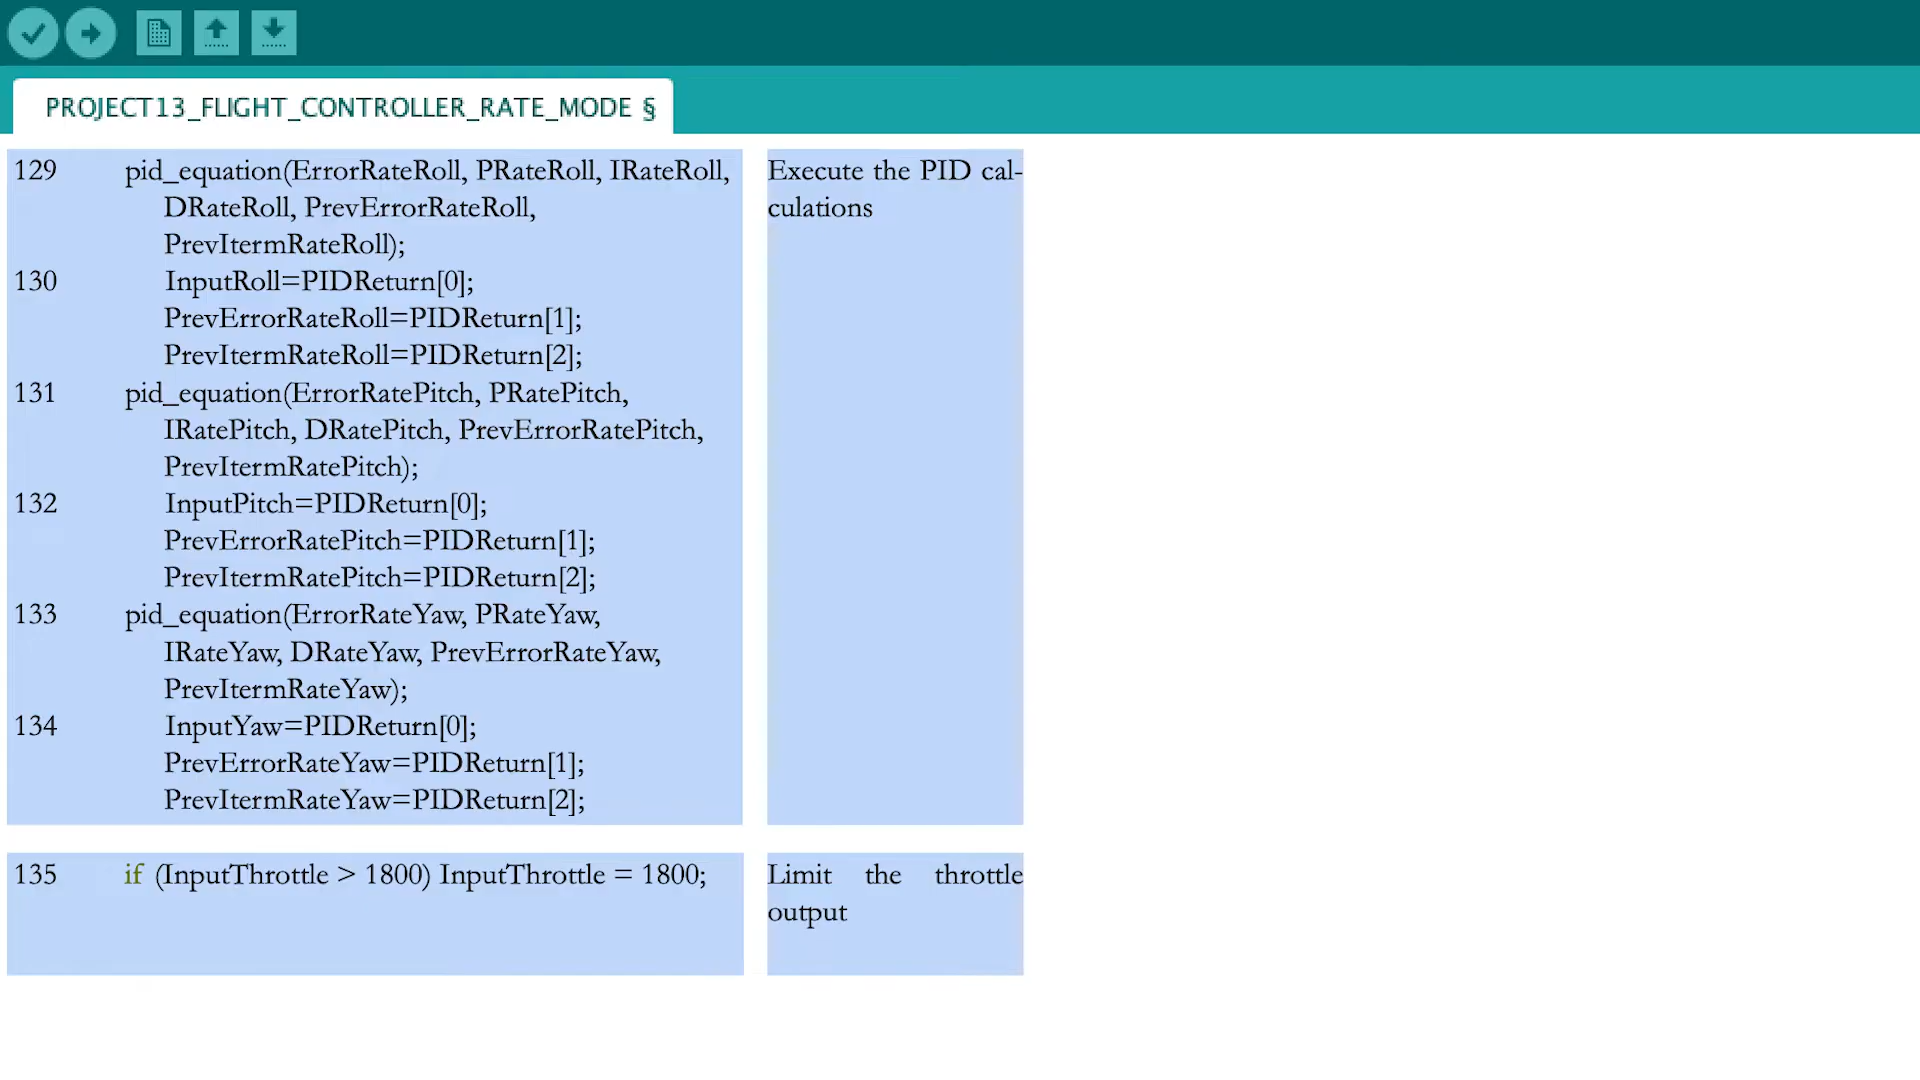 PROJECT13_FLIGHT_CONTROLLER_RATE_MODE §
129 pid_equation(ErrorRateRoll, PRateRoll, IRateRoll,
DRateRoll, PrevErrorRateRoll,
PrevItermRateRoll);
130 InputRoll=PIDReturn[0];
PrevErrorRateRoll=PIDReturn[1];
PrevItermRateRoll=PIDReturn[2];
131 pid_equation(ErrorRatePitch, PRatePitch,
IRatePitch, DRatePitch, PrevErrorRatePitch,
PrevItermRatePitch);
132 InputPitch=PIDReturn[0];
PrevErrorRatePitch=PIDReturn[1];
PrevItermRatePitch=PIDReturn[2];
133 pid_equation(ErrorRateYaw, PRateYaw,
IRateYaw, DRateYaw, PrevErrorRateYaw,
PrevItermRateYaw);
134 InputYaw=PIDReturn[0];
PrevErrorRateYaw=PIDReturn[1];
PrevItermRateYaw=PIDReturn[2];
Execute the PID cal-
culations
135 if (InputThrottle > 1800) InputThrottle = 1800;
Limit the throttle
output